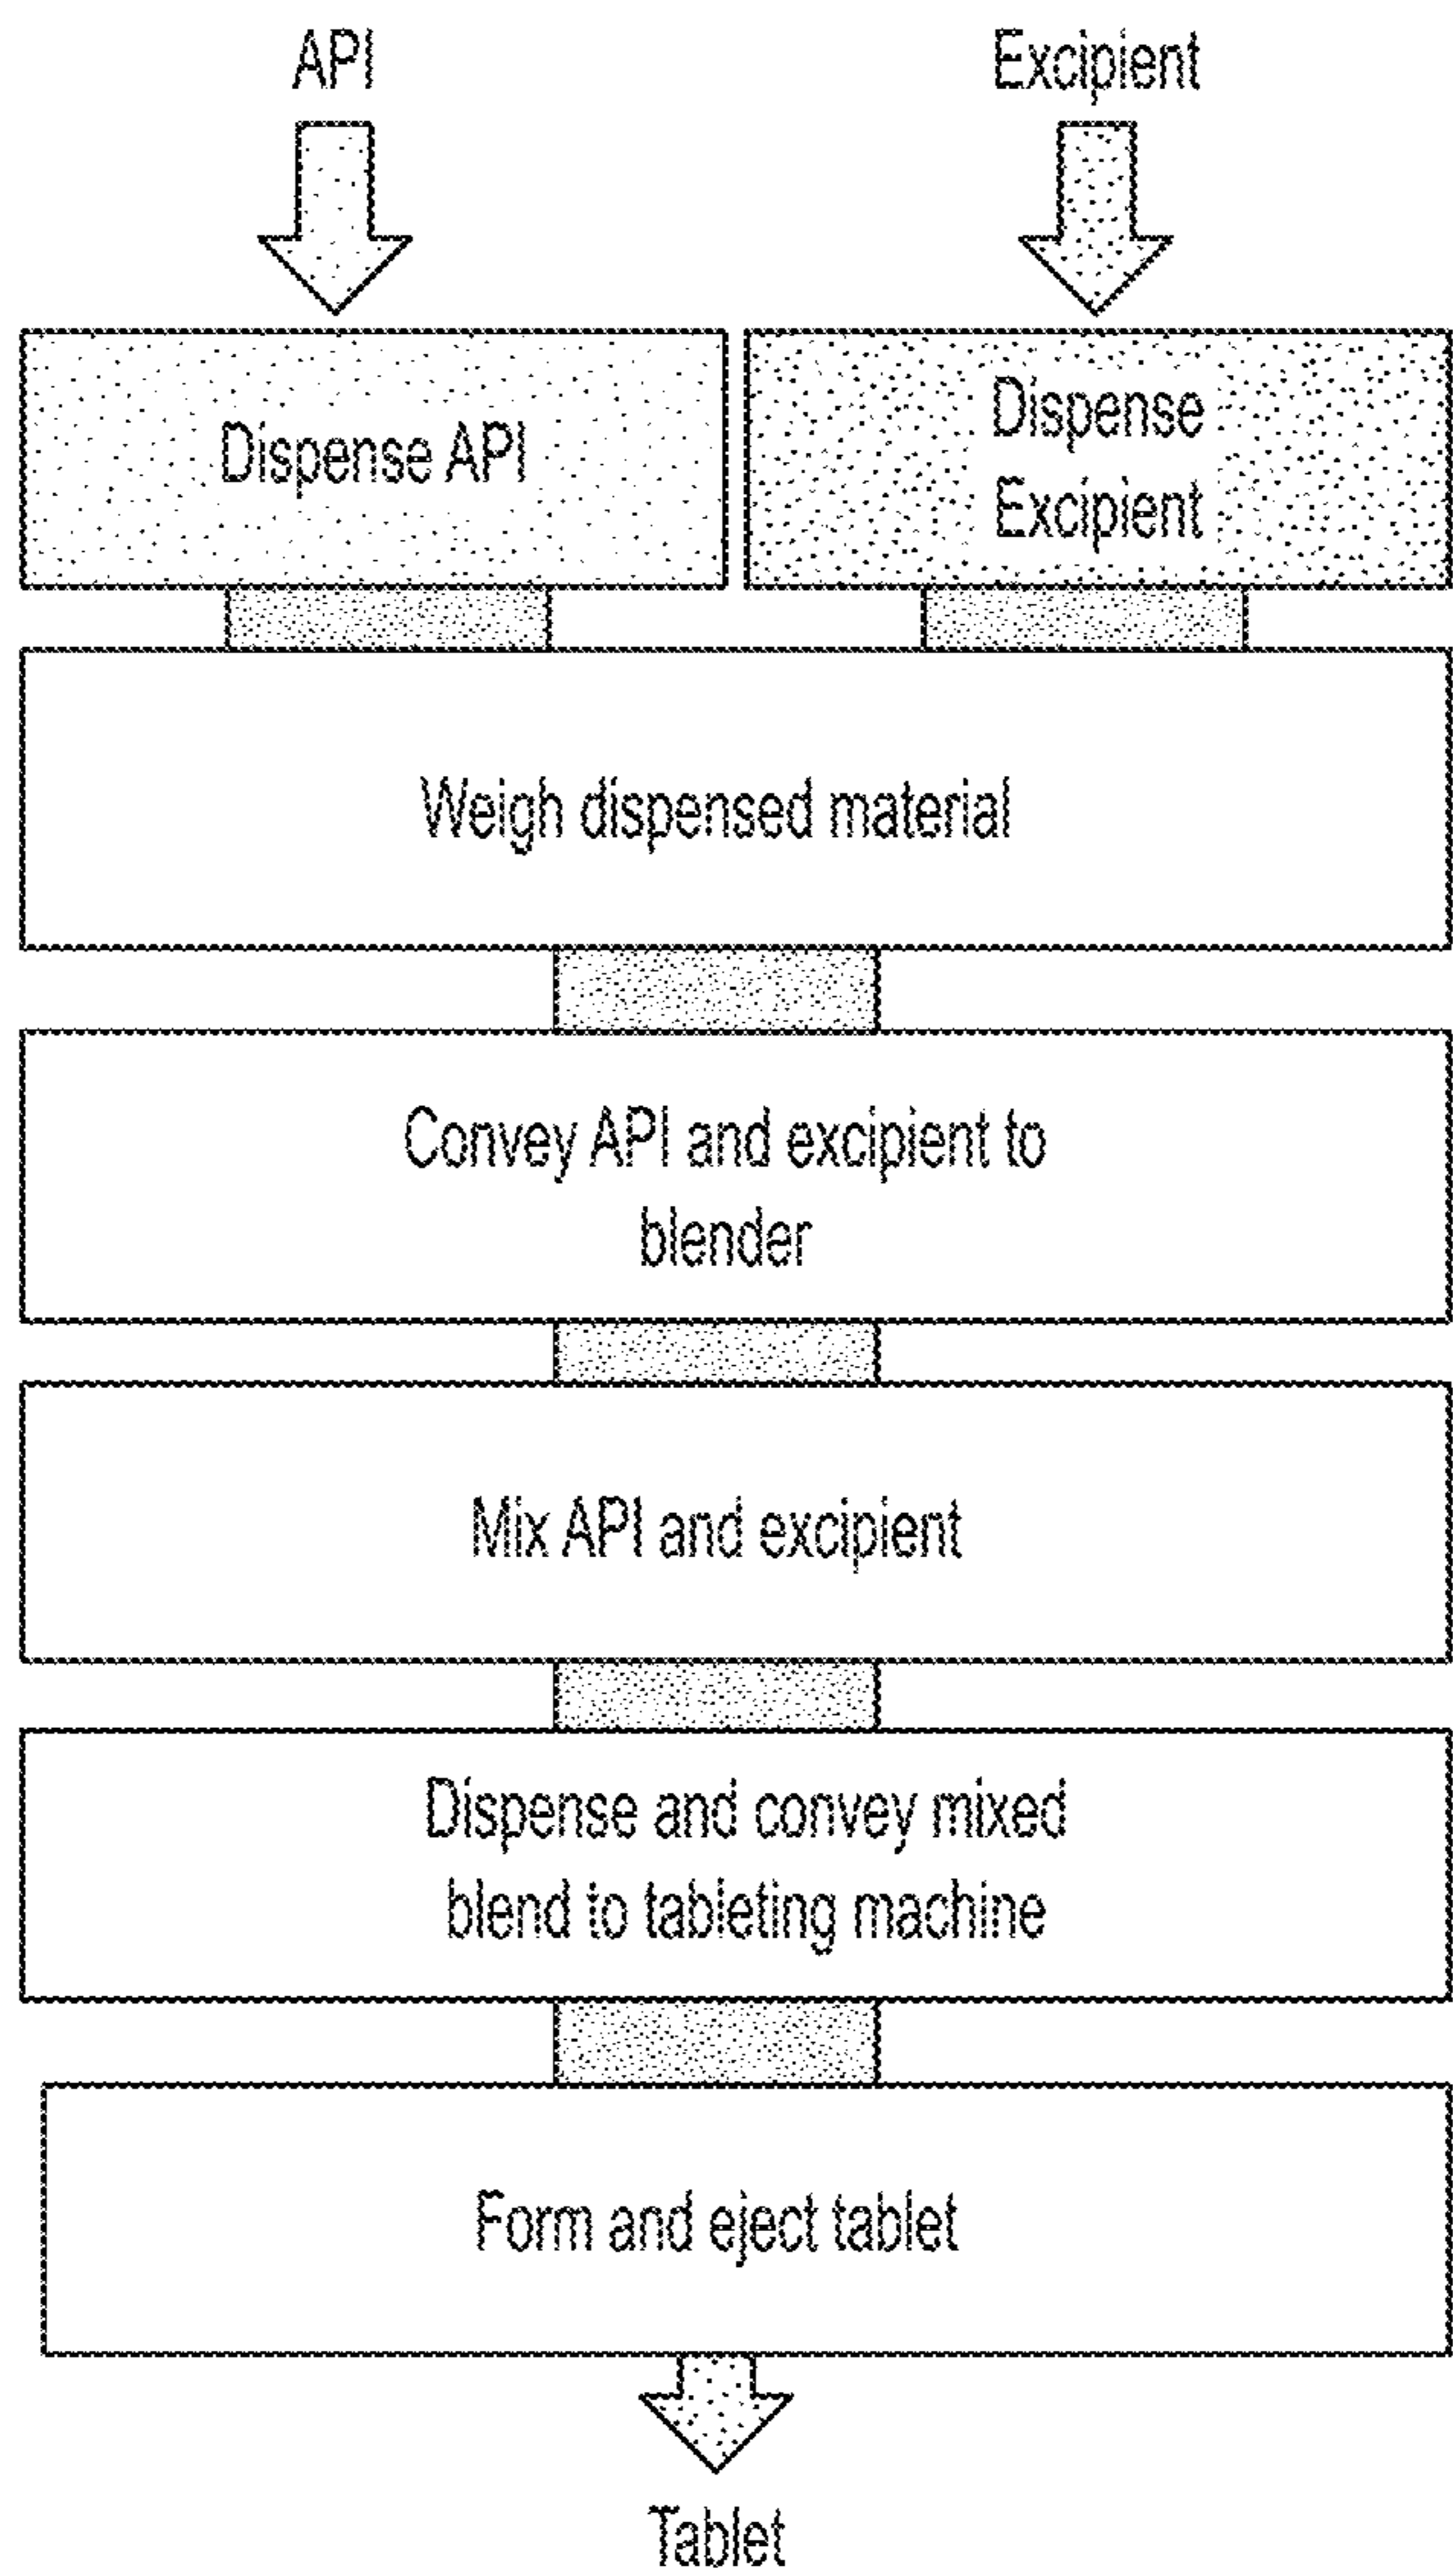 API
Excipient
Dispense API
Dispense
Excipient
Weigh dispensed material
Convey API and excipient to
blender
Mix API and excipient
Dispense and convey mixed
blend to tableting machine
Form and eject tablet
Tablet